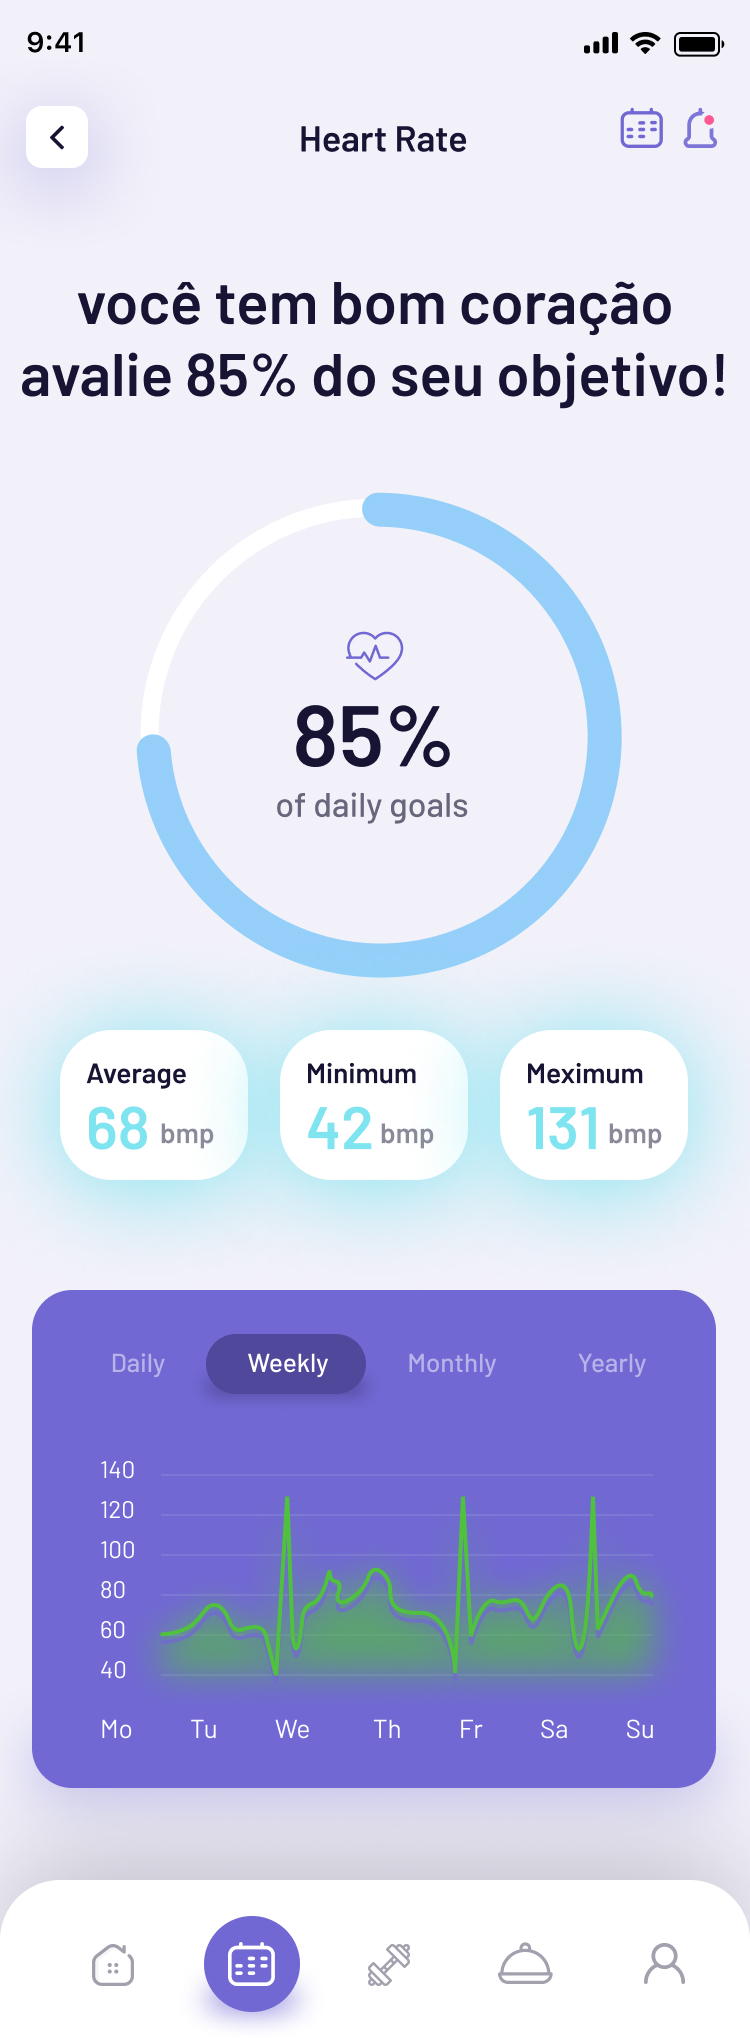 9:41
Heart Rate
você tem bom coração
avalie 85% do seu objetivo!
85%
of daily goals
Average
68 bmp
Minimum
42 bmp
Meximum
131 bmp
Daily Weekly Monthly Yearly
140
120
100
80
60
40
Mo Tu We Th Fr Sa Su